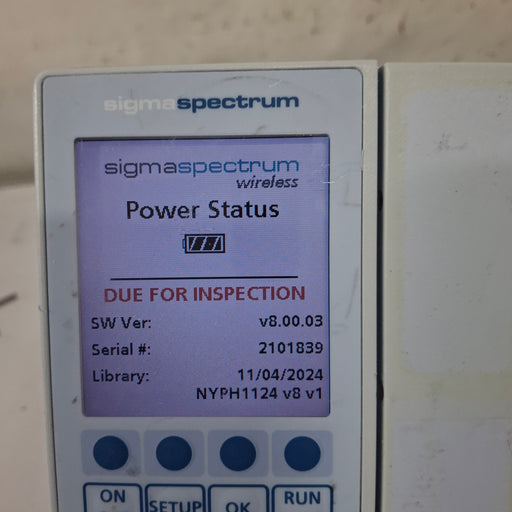 sigmaspectrum
sigmaspectrum
wireless
Power Status
DUE FOR INSPECTION
SW Ver: v8.00.03
Serial #: 2101839
Library: 11/04/2024
NYPH1124 v8 v1
ON SETUP OK RUN